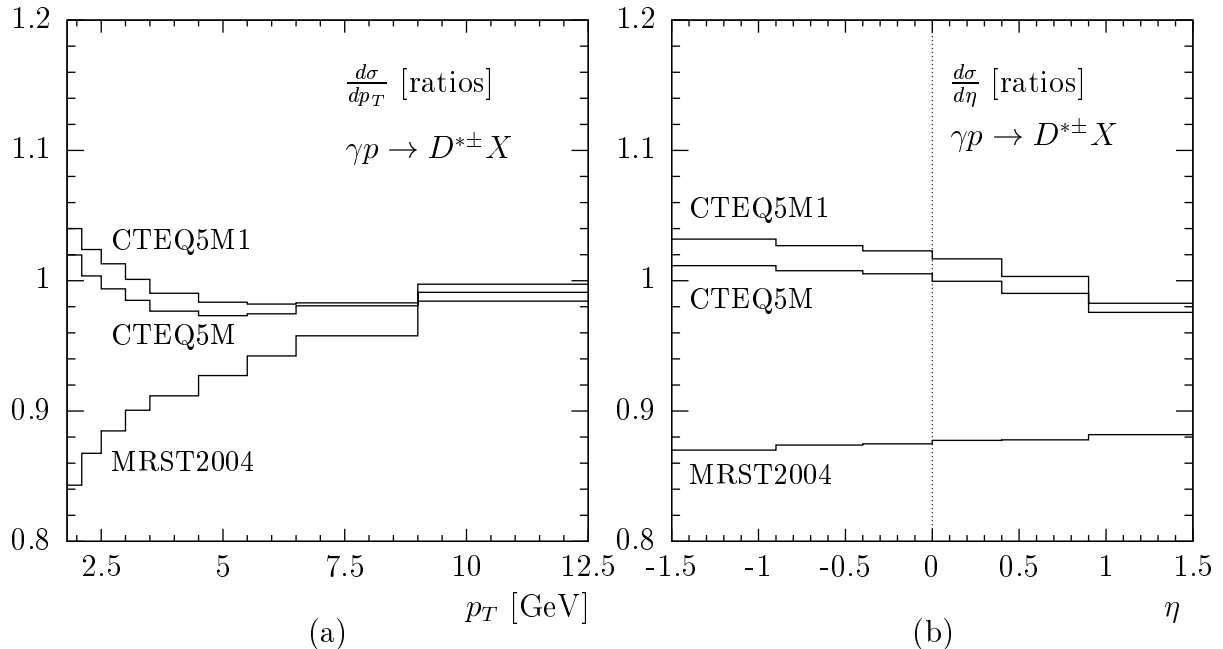 1.2
1.1
1
0.9
0.8
dσ/dp_T [ratios]
γp → D*± X
CTEQ5M1
CTEQ5M
MRST2004
2.5 5 7.5 10 12.5
p_T [GeV]
(a)
1.2
1.1
1
0.9
0.8
dσ/dη [ratios]
γp → D*± X
CTEQ5M1
CTEQ5M
MRST2004
-1.5 -1 -0.5 0 0.5 1 1.5
η
(b)